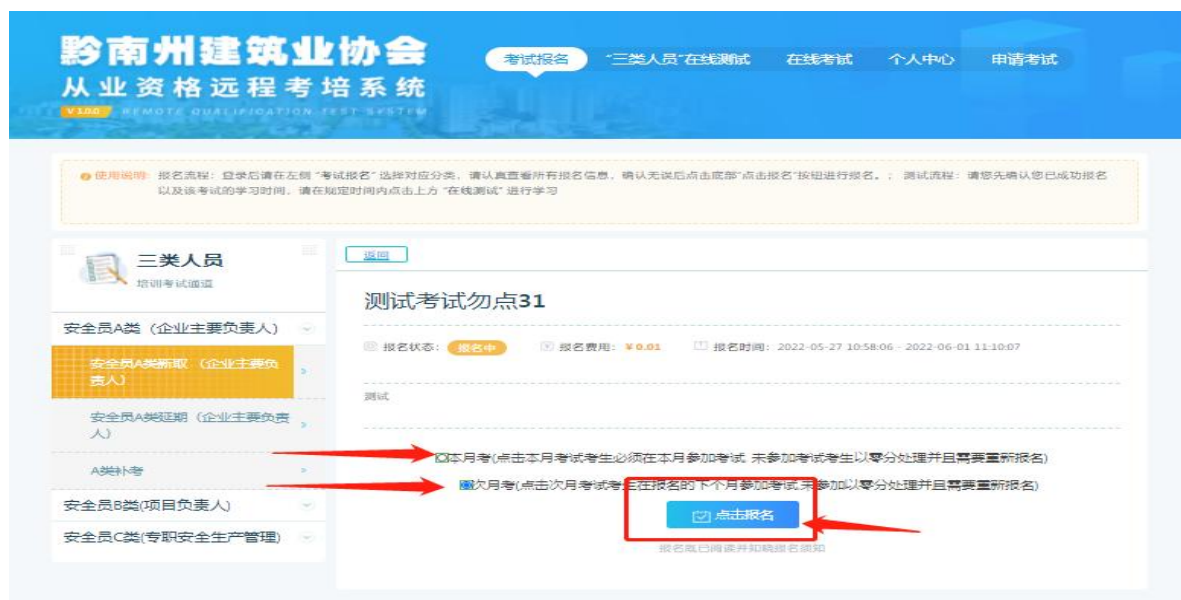 黔南州建筑业协会
从业资格远程考培系统
V1.0.0 REMOTE QUALIFICATION TEST SYSTEM
考试报名 "三类人员"在线测试 在线考试 个人中心 申请考试
使用说明: 报名流程:登录后请在左侧"考试报名"选择对应分类,请认真查看所有报名信息,确认无误后点击底部"点击报名"按钮进行报名。;测试流程:请您先确认您已成功报名
以及该考试的学习时间,请在规定时间内点击上方"在线测试"进行学习
三类人员
培训考试通道
安全员A类(企业主要负责人)
安全员A类新取(企业主要负
责人)
安全员A类延期(企业主要负责
人)
A类补考
安全员B类(项目负责人)
安全员C类(专职安全生产管理)
返回
测试考试勿点31
报名状态: 报名中 报名费用: ¥0.01 报名时间: 2022-05-27 10:58:06 - 2022-06-01 11:10:07
测试
本月考(点击本月考试考生必须在本月参加考试 未参加考试考生以零分处理并且需要重新报名)
次月考(点击次月考试考生在报名的下个月参加考试,未参加以零分处理并且需要重新报名)
点击报名
报名既已阅读并知晓报名须知